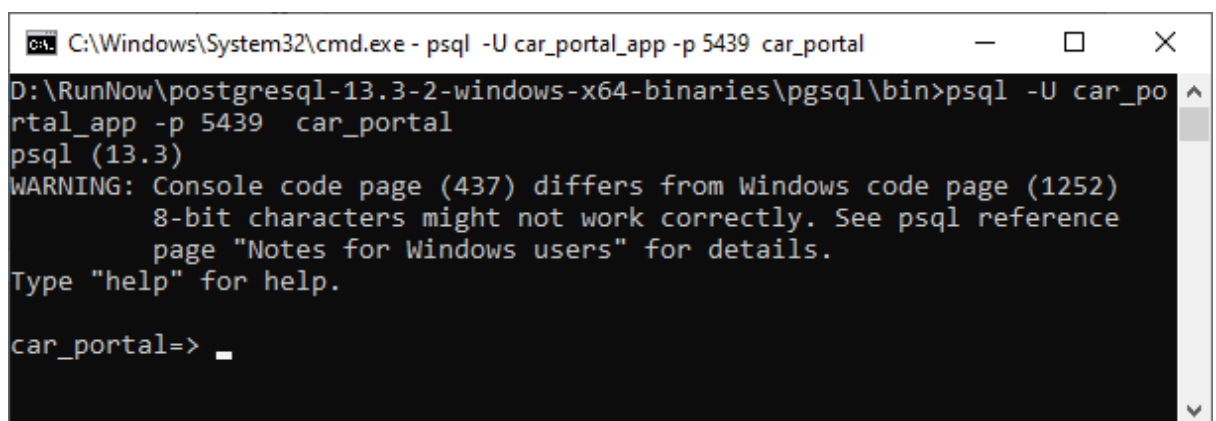 C:\Windows\System32\cmd.exe - psql -U car_portal_app -p 5439 car_portal
D:\RunNow\postgresql-13.3-2-windows-x64-binaries\pgsql\bin>psql -U car_po
rtal_app -p 5439  car_portal
psql (13.3)
WARNING: Console code page (437) differs from Windows code page (1252)
         8-bit characters might not work correctly. See psql reference
         page "Notes for Windows users" for details.
Type "help" for help.
car_portal=>